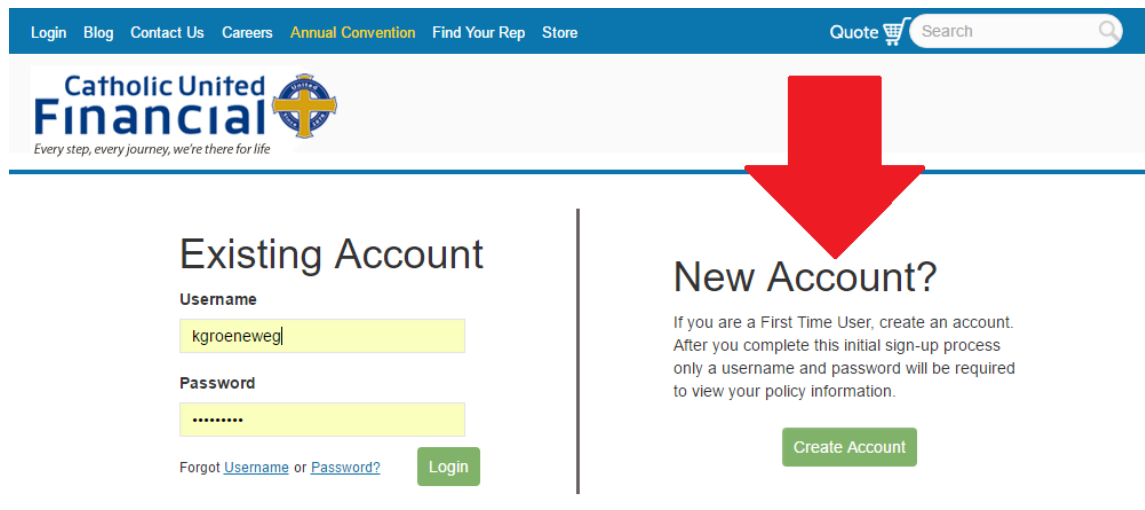 Login Blog Contact Us Careers Annual Convention Find Your Rep Store Quote Search
Catholic United
Financial
Every step, every journey, we're there for life
Existing Account
Username
kgroeneweg
Password
•••••••••
Forgot Username or Password? Login
New Account?
If you are a First Time User, create an account.
After you complete this initial sign-up process
only a username and password will be required
to view your policy information.
Create Account